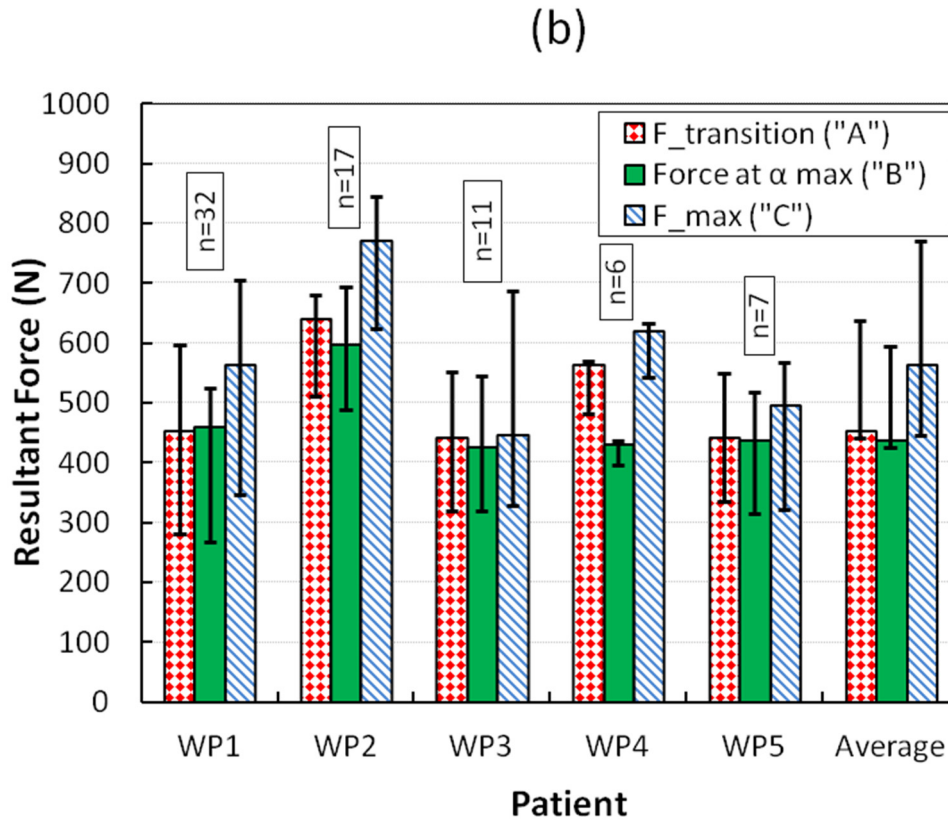 (b)
1000
900
800
700
600
500
400
300
200
100
0
Resultant Force (N)
F_transition ("A")
Force at α max ("B")
F_max ("C")
n=32
n=17
n=11
n=6
n=7
WP1
WP2
WP3
WP4
WP5
Average
Patient